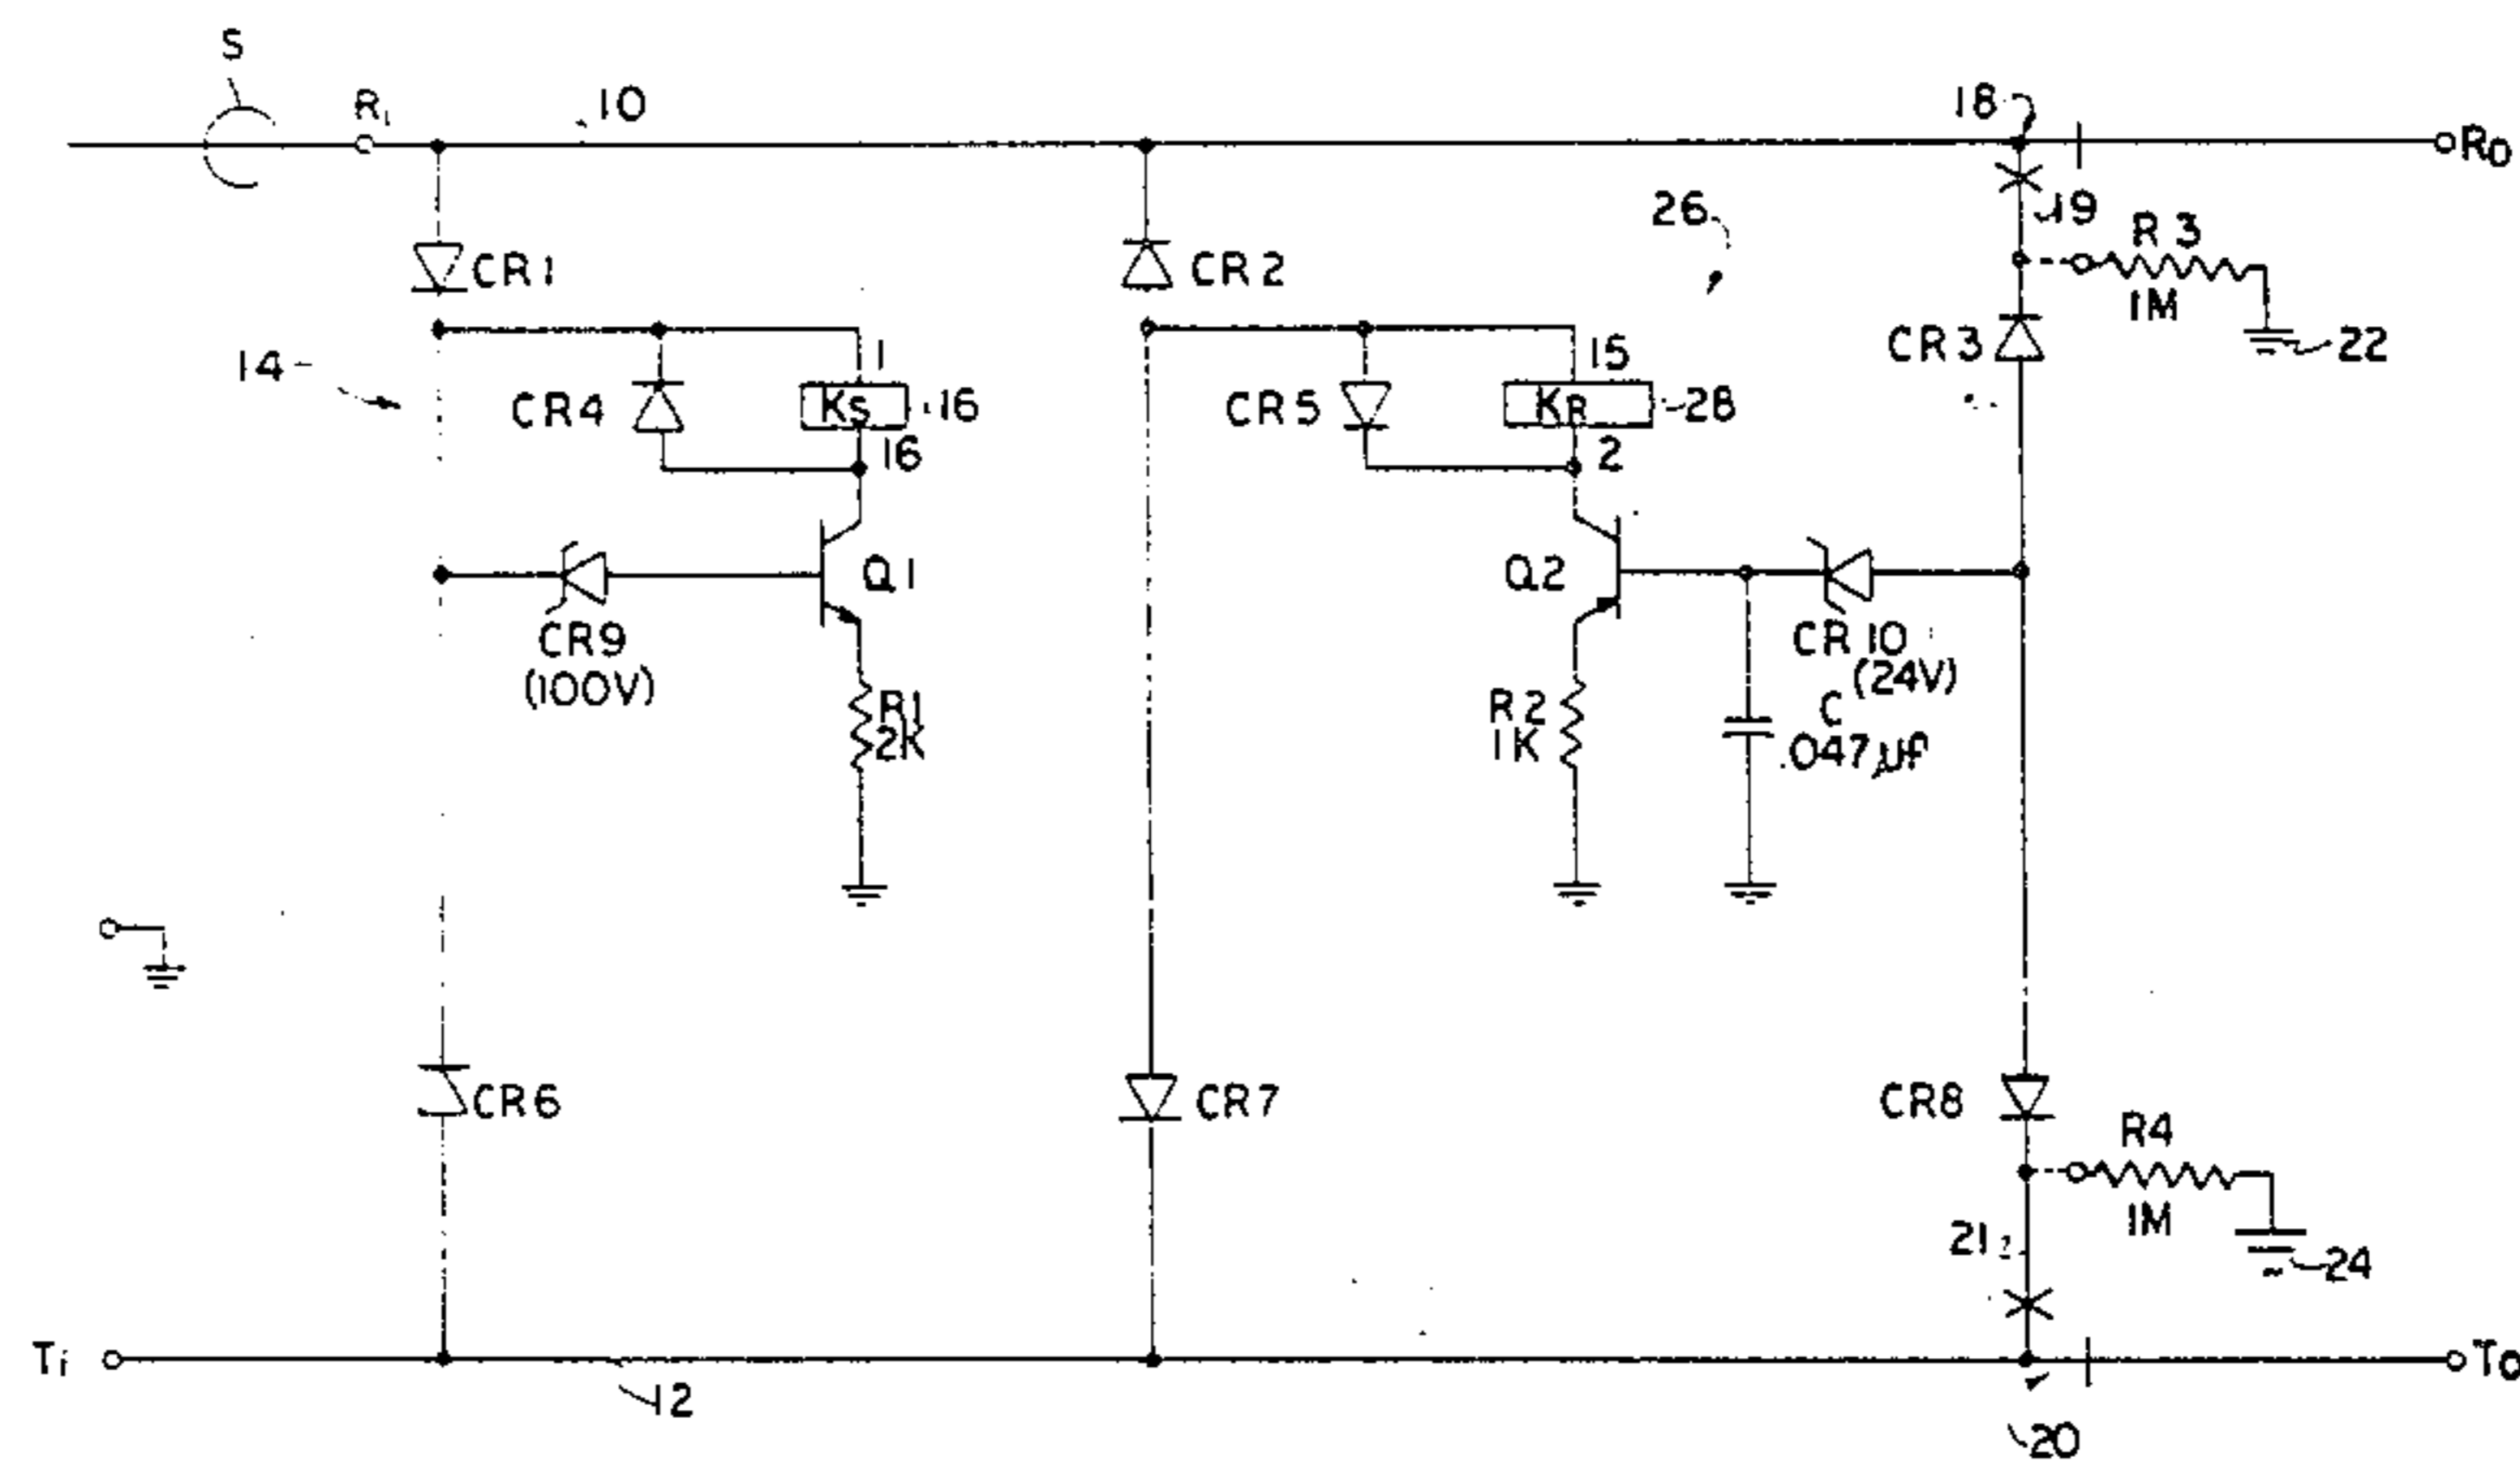 S
Ri
10
18
Ro
19
26
R3
1M
CR1
CR2
CR3
22
14
1
15
CR4
Ks
16
CR5
KR
28
16
2
Q1
Q2
CR9
(100V)
CR10
(24V)
R1
2K
R2
1K
C
.047µf
CR6
CR7
CR8
R4
1M
21
24
Ti
12
To
20